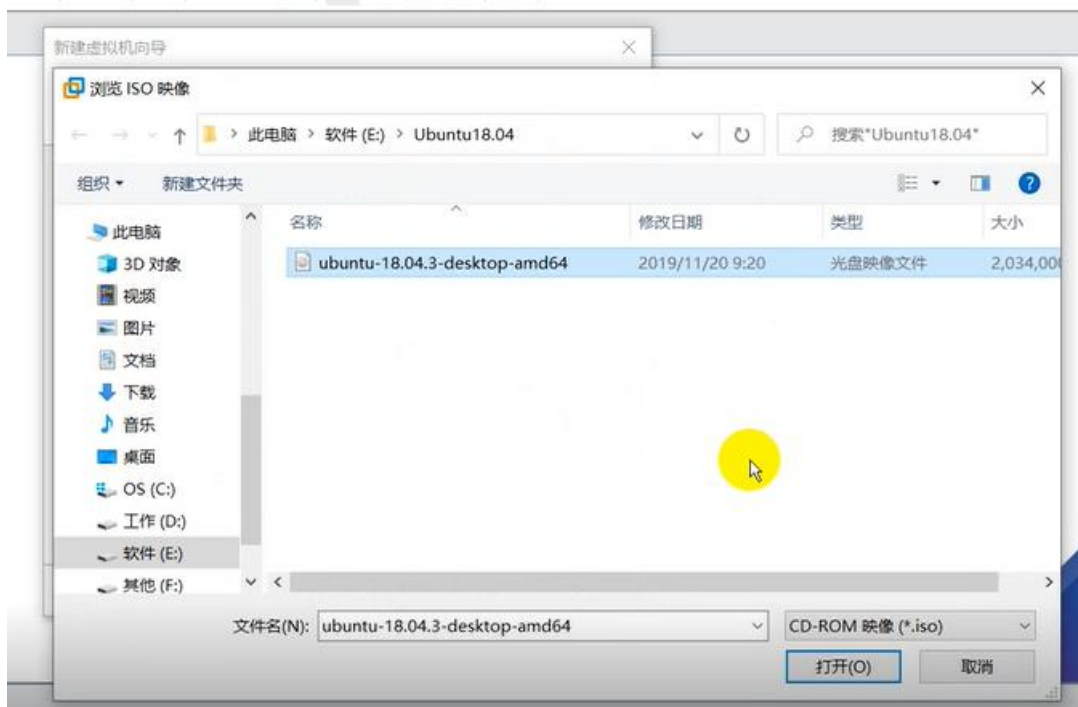 新建虚拟机向导
浏览 ISO 映像
此电脑 > 软件 (E:) > Ubuntu18.04
搜索"Ubuntu18.04"
组织
新建文件夹
名称 修改日期 类型 大小
ubuntu-18.04.3-desktop-amd64 2019/11/20 9:20 光盘映像文件 2,034,000
此电脑
3D 对象
视频
图片
文档
下载
音乐
桌面
OS (C:)
工作 (D:)
软件 (E:)
其他 (F:)
文件名(N): ubuntu-18.04.3-desktop-amd64 CD-ROM 映像 (*.iso)
打开(O) 取消